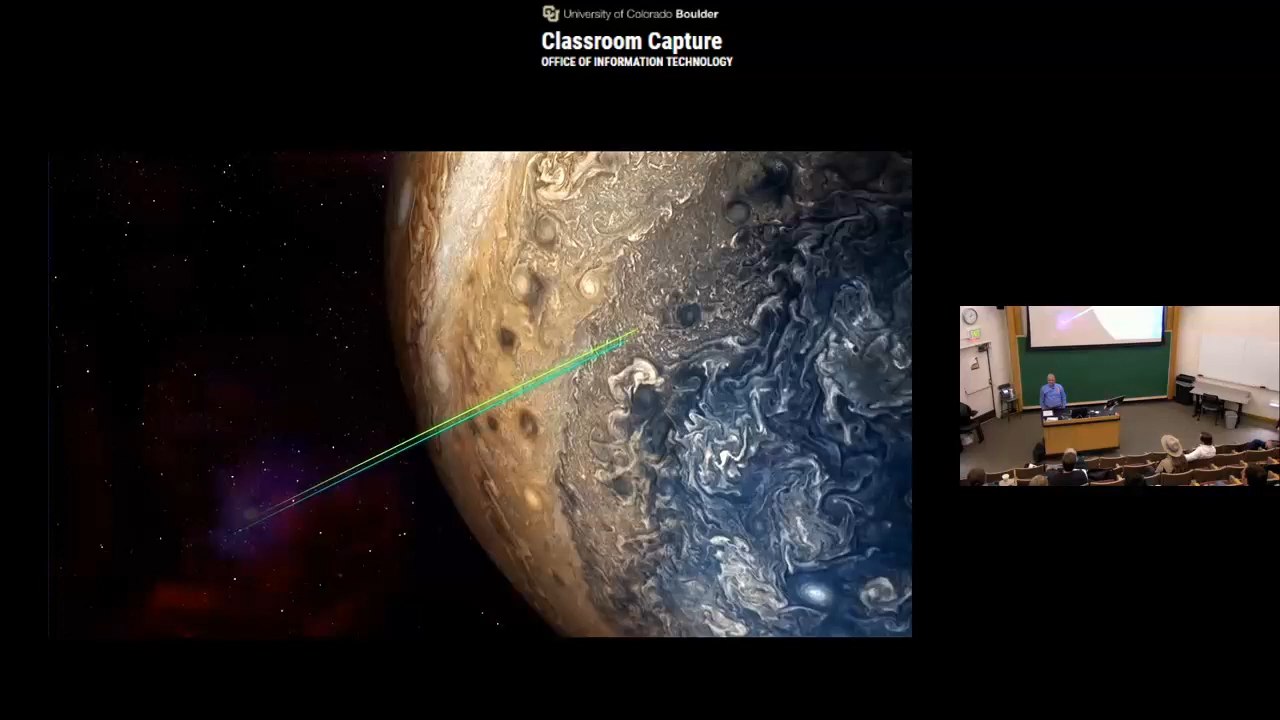 University of Colorado Boulder
Classroom Capture
OFFICE OF INFORMATION TECHNOLOGY